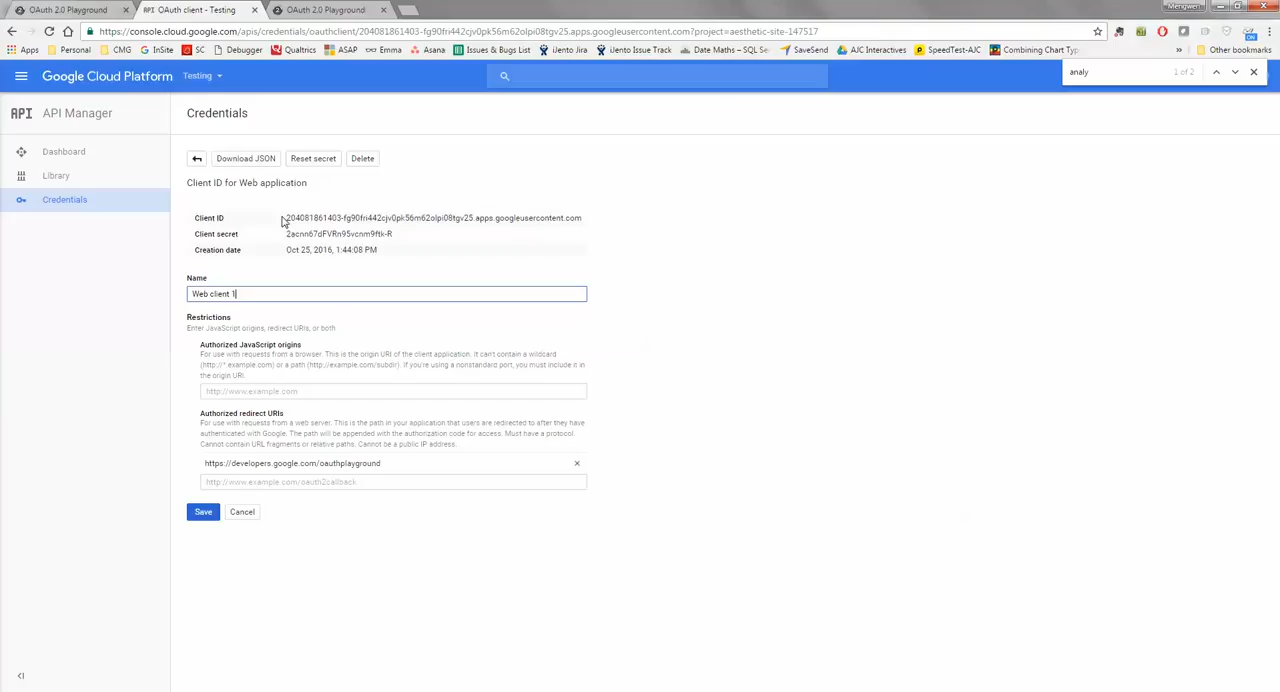 OAuth 2.0 Playground
API OAuth client - Testing
OAuth 2.0 Playground
Mengwen
https://console.cloud.google.com/apis/credentials/oauthclient/204081861403-fg90fri442cjv0pk56m62olpi08tgv25.apps.googleusercontent.com?project=aesthetic-site-147517
Apps Personal CMG InSite SC Debugger Qualtrics ASAP Emma Asana Issues & Bugs List iJento Jira iJento Issue Track Date Maths – SQL Se SaveSend AJC Interactives SpeedTest-AJC Combining Chart Typ » Other bookmarks
Google Cloud Platform Testing
analy 1 of 2
API API Manager
Credentials
Dashboard
Library
Credentials
Download JSON Reset secret Delete
Client ID for Web application
Client ID 204081861403-fg90fri442cjv0pk56m62olpi08tgv25.apps.googleusercontent.com
Client secret 2acnn67dFVRn95vcnm9ftk-R
Creation date Oct 25, 2016, 1:44:08 PM
Name
Web client 1
Restrictions
Enter JavaScript origins, redirect URIs, or both
Authorized JavaScript origins
For use with requests from a browser. This is the origin URI of the client application. It can't contain a wildcard
(http://*.example.com) or a path (http://example.com/subdir). If you're using a nonstandard port, you must include it in
the origin URI.
http://www.example.com
Authorized redirect URIs
For use with requests from a web server. This is the path in your application that users are redirected to after they have
authenticated with Google. The path will be appended with the authorization code for access. Must have a protocol.
Cannot contain URL fragments or relative paths. Cannot be a public IP address.
https://developers.google.com/oauthplayground
http://www.example.com/oauth2callback
Save Cancel